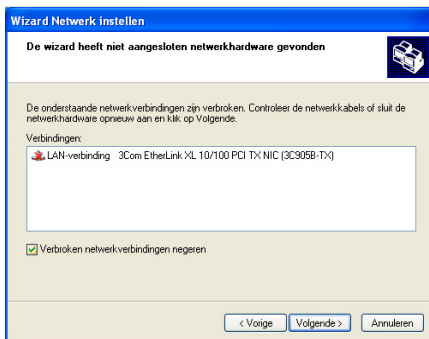 Wizard Netwerk instellen
De wizard heeft niet aangesloten netwerkhardware gevonden
De onderstaande netwerkverbindingen zijn verbroken. Controleer de netwerkkabels of sluit de
netwerkhardware opnieuw aan en klik op Volgende.
Verbindingen:
LAN-verbinding 3Com EtherLink XL 10/100 PCI TX NIC (3C905B-TX)
Verbroken netwerkverbindingen negeren
< Vorige Volgende > Annuleren